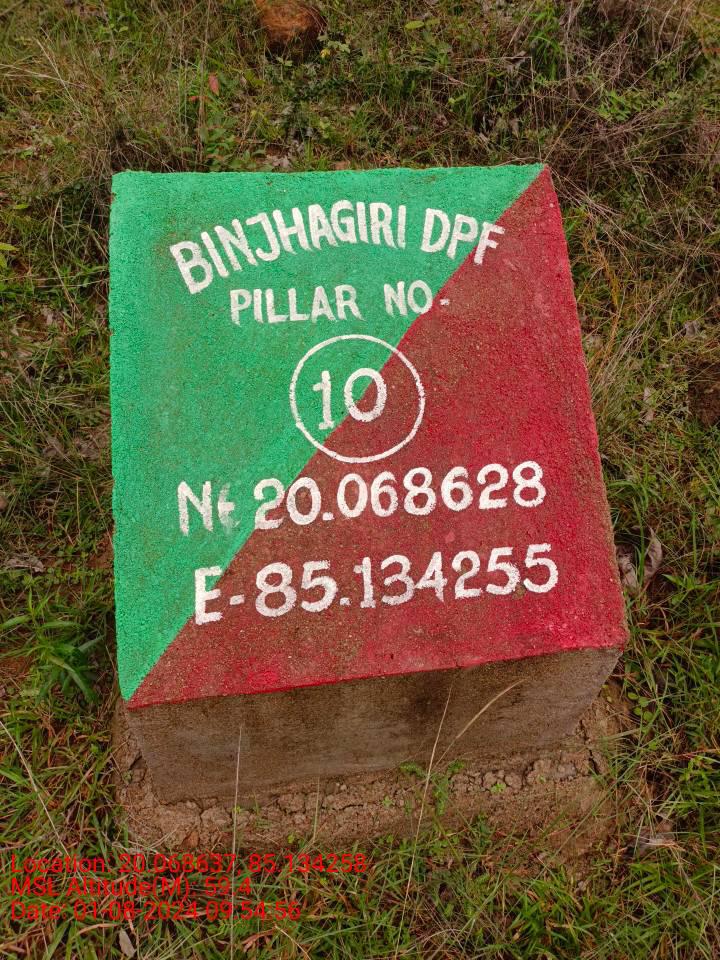 BINJHAGIRI DPF
PILLAR NO-
10
N- 20.068628
E-85.134255
Location: 20.068637, 85.134258
MSL Altitude(M): 59.4
Date: 01-08-2024 09:54:56